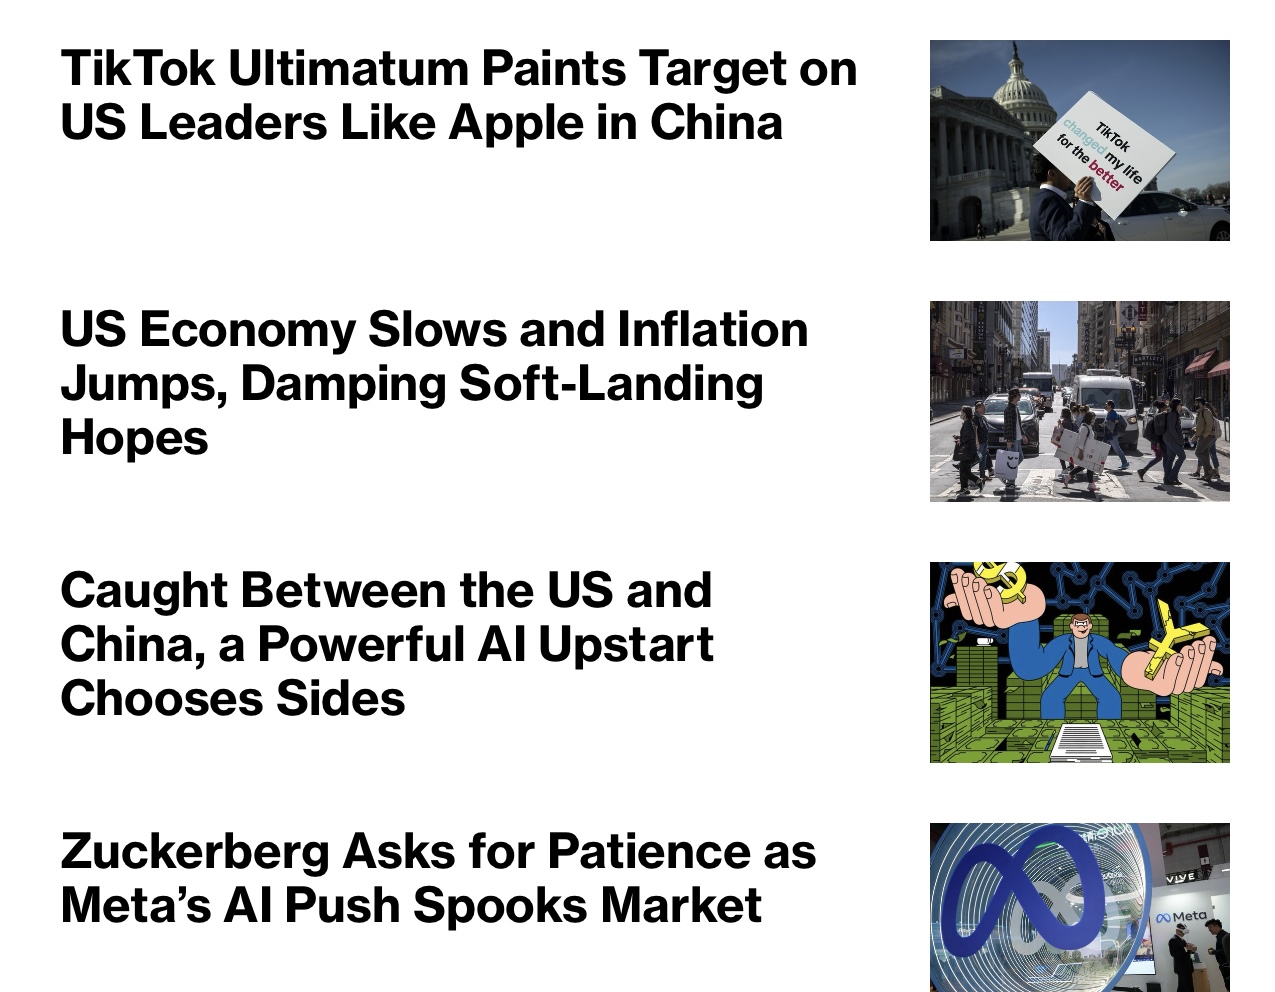 TikTok Ultimatum Paints Target on
US Leaders Like Apple in China
TikTok
changed my life
for the better
US Economy Slows and Inflation
Jumps, Damping Soft-Landing
Hopes
Caught Between the US and
China, a Powerful AI Upstart
Chooses Sides
Zuckerberg Asks for Patience as
Meta’s AI Push Spooks Market
VIVE
Meta